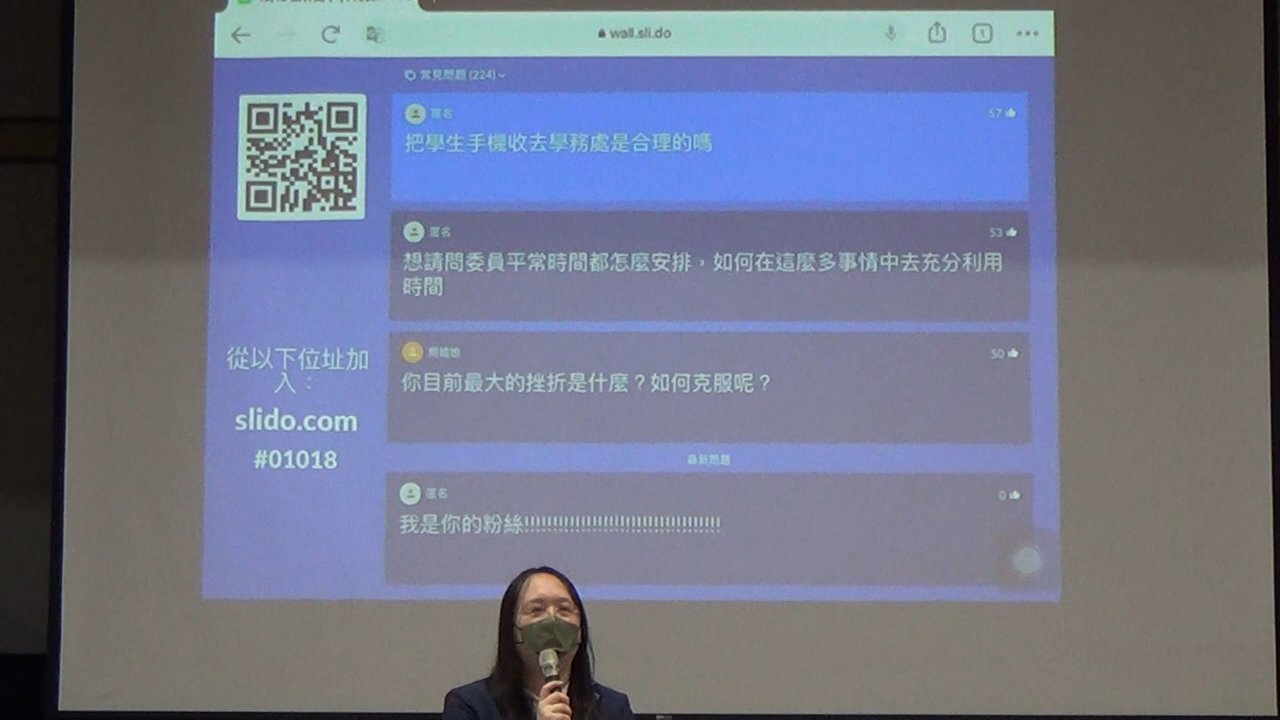 wall.sli.do
常見問題 (224)
匿名
57
把學生手機收去學務處是合理的嗎
匿名
53
想請問委員平常時間都怎麼安排，如何在這麼多事情中去充分利用
時間
50
你目前最大的挫折是什麼？如何克服呢？
最新問題
匿名
0
我是你的粉絲!!!!!!!!!!!!!!!!!!!!!!!!!!!!!!!!!!!!!!!!
從以下位址加
入：
slido.com
#01018